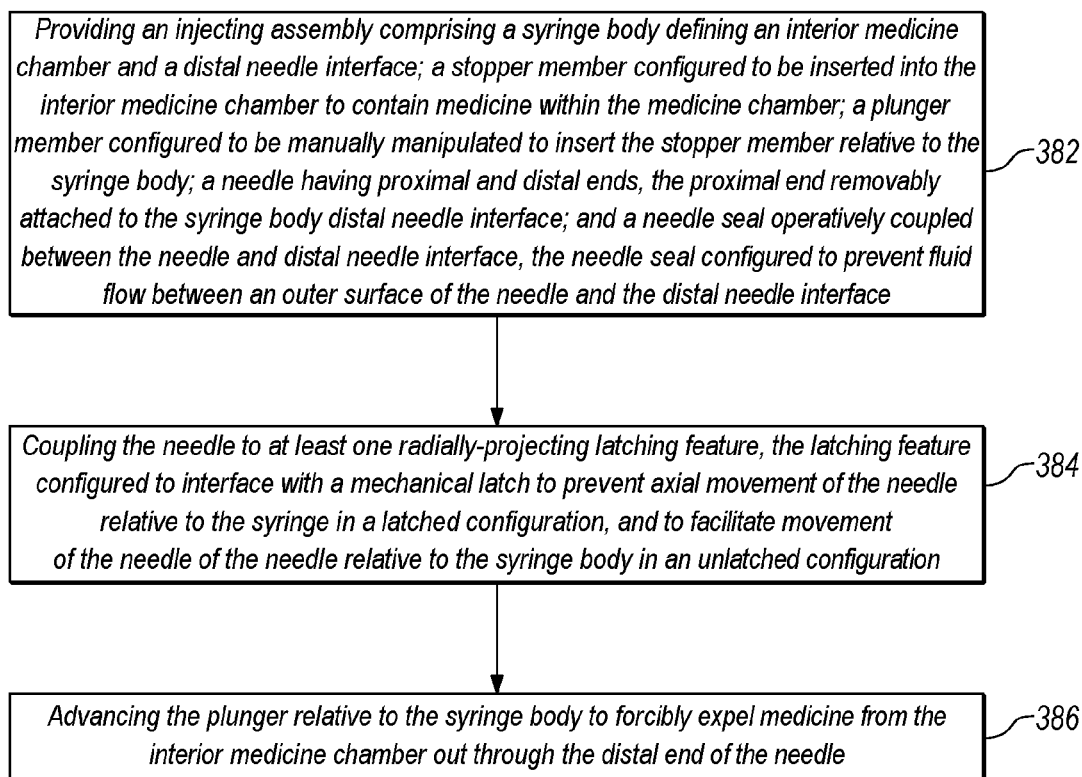 Providing an injecting assembly comprising a syringe body defining an interior medicine
chamber and a distal needle interface; a stopper member configured to be inserted into the
interior medicine chamber to contain medicine within the medicine chamber; a plunger
member configured to be manually manipulated to insert the stopper member relative to the
syringe body; a needle having proximal and distal ends, the proximal end removably
attached to the syringe body distal needle interface; and a needle seal operatively coupled
between the needle and distal needle interface, the needle seal configured to prevent fluid
flow between an outer surface of the needle and the distal needle interface
382
Coupling the needle to at least one radially-projecting latching feature, the latching feature
configured to interface with a mechanical latch to prevent axial movement of the needle
relative to the syringe in a latched configuration, and to facilitate movement
of the needle of the needle relative to the syringe body in an unlatched configuration
384
Advancing the plunger relative to the syringe body to forcibly expel medicine from the
interior medicine chamber out through the distal end of the needle
386